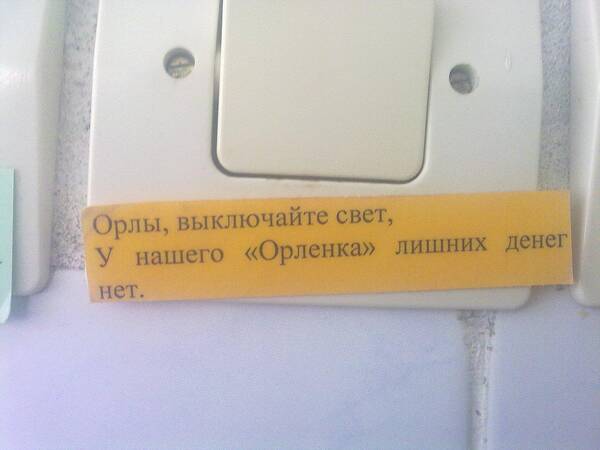 Орлы, выключайте свет,
У нашего «Орленка» лишних денег
нет.